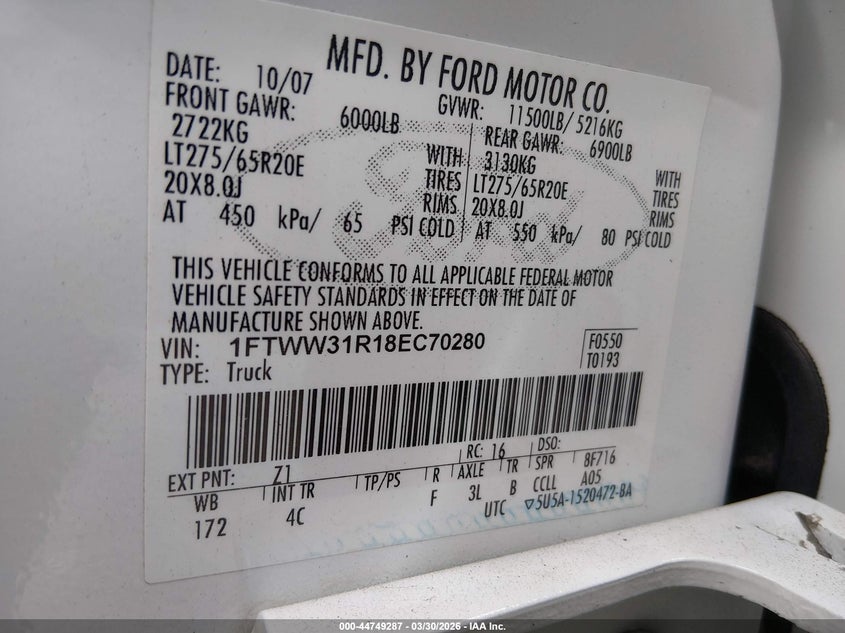 MFD. BY FORD MOTOR CO.
DATE: 10/07 GVWR: 11500LB/ 5216KG
FRONT GAWR: 6000LB REAR GAWR: 6900LB
2722KG WITH 3130KG WITH
LT275/65R20E TIRES LT275/65R20E TIRES
20X8.0J RIMS 20X8.0J RIMS
AT 450 kPa/ 65 PSI COLD AT 550 kPa/ 80 PSI COLD
THIS VEHICLE CONFORMS TO ALL APPLICABLE FEDERAL MOTOR
VEHICLE SAFETY STANDARDS IN EFFECT ON THE DATE OF
MANUFACTURE SHOWN ABOVE.
VIN: 1FTWW31R18EC70280 F0550
TYPE: Truck T0193
RC: 16 DSO:
EXT PNT: Z1 8F716
WB INT TR TP/PS R AXLE TR SPR
172 4C F 3L B CCLL A05
UTC ▽5U5A-1520472-BA
000-44749287 - 03/30/2026 - IAA Inc.